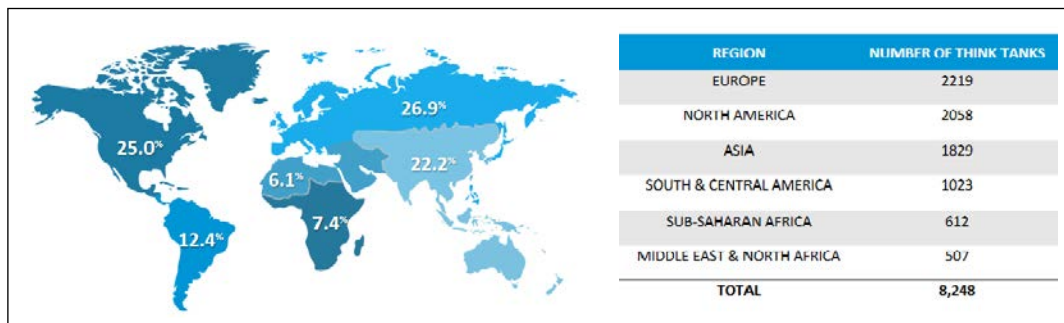 26.9%
25.0%
22.2%
6.1%
7.4%
12.4%
REGION NUMBER OF THINK TANKS
EUROPE 2219
NORTH AMERICA 2058
ASIA 1829
SOUTH & CENTRAL AMERICA 1023
SUB-SAHARAN AFRICA 612
MIDDLE EAST & NORTH AFRICA 507
TOTAL 8,248